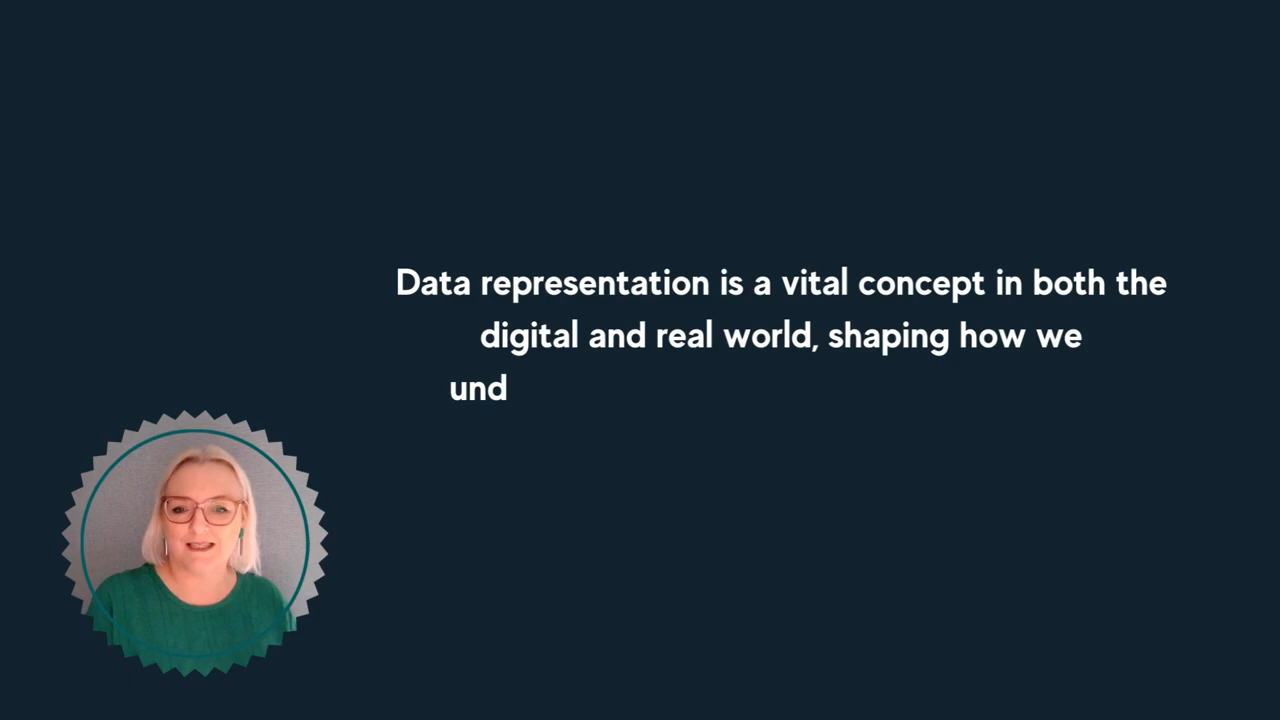 Data representation is a vital concept in both the
digital and real world, shaping how we
und